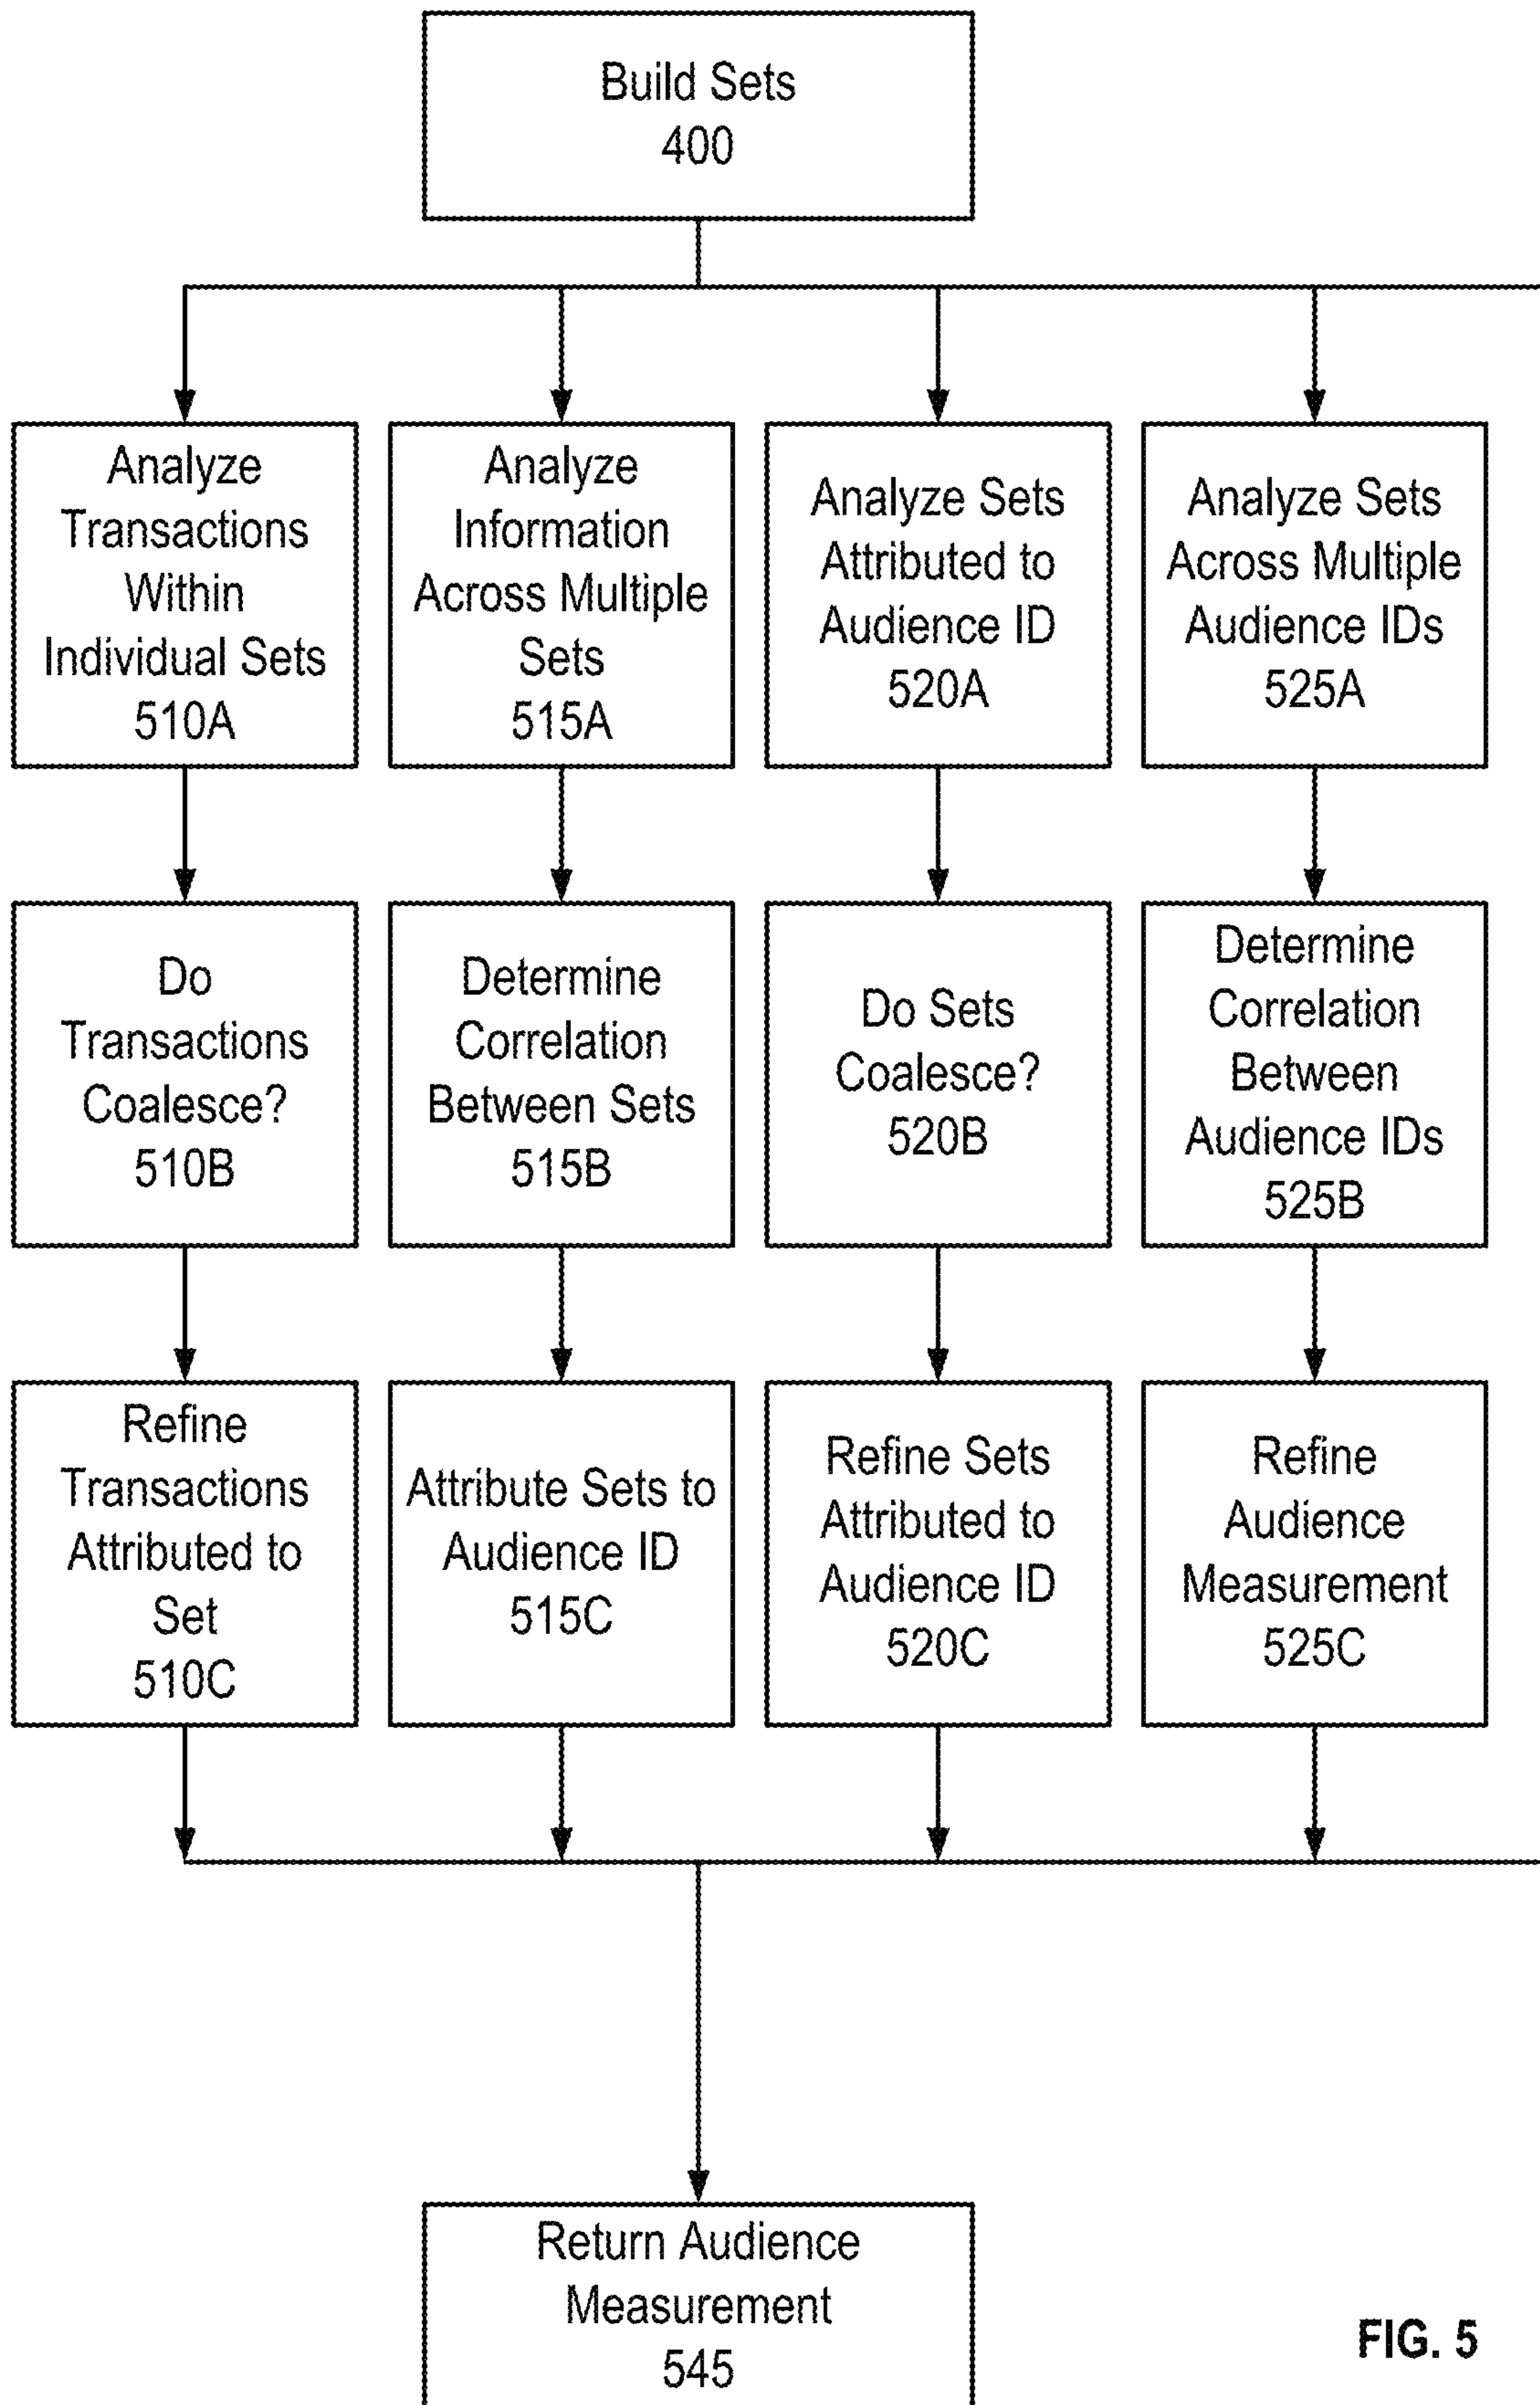 Build Sets
400
Analyze
Transactions
Within
Individual Sets
510A
Analyze
Information
Across Multiple
Sets
515A
Analyze Sets
Attributed to
Audience ID
520A
Analyze Sets
Across Multiple
Audience IDs
525A
Do
Transactions
Coalesce?
510B
Determine
Correlation
Between Sets
515B
Do Sets
Coalesce?
520B
Determine
Correlation
Between
Audience IDs
525B
Refine
Transactions
Attributed to
Set
510C
Attribute Sets to
Audience ID
515C
Refine Sets
Attributed to
Audience ID
520C
Refine
Audience
Measurement
525C
Return Audience
Measurement
545
FIG. 5